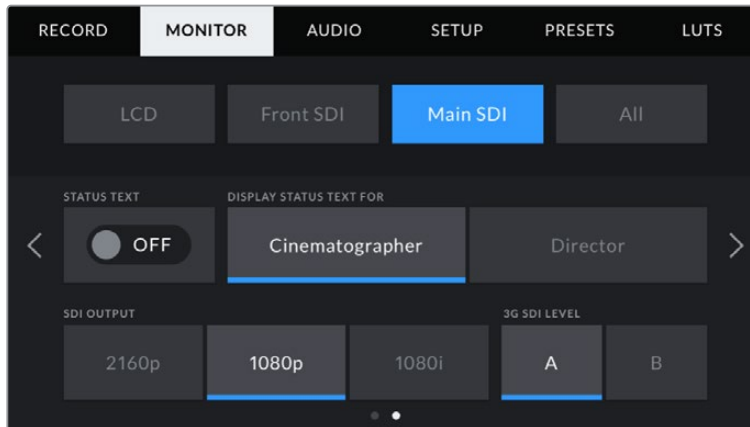 RECORD MONITOR AUDIO SETUP PRESETS LUTS
LCD Front SDI Main SDI All
STATUS TEXT DISPLAY STATUS TEXT FOR
OFF Cinematographer Director
SDI OUTPUT 3G SDI LEVEL
2160p 1080p 1080i A B